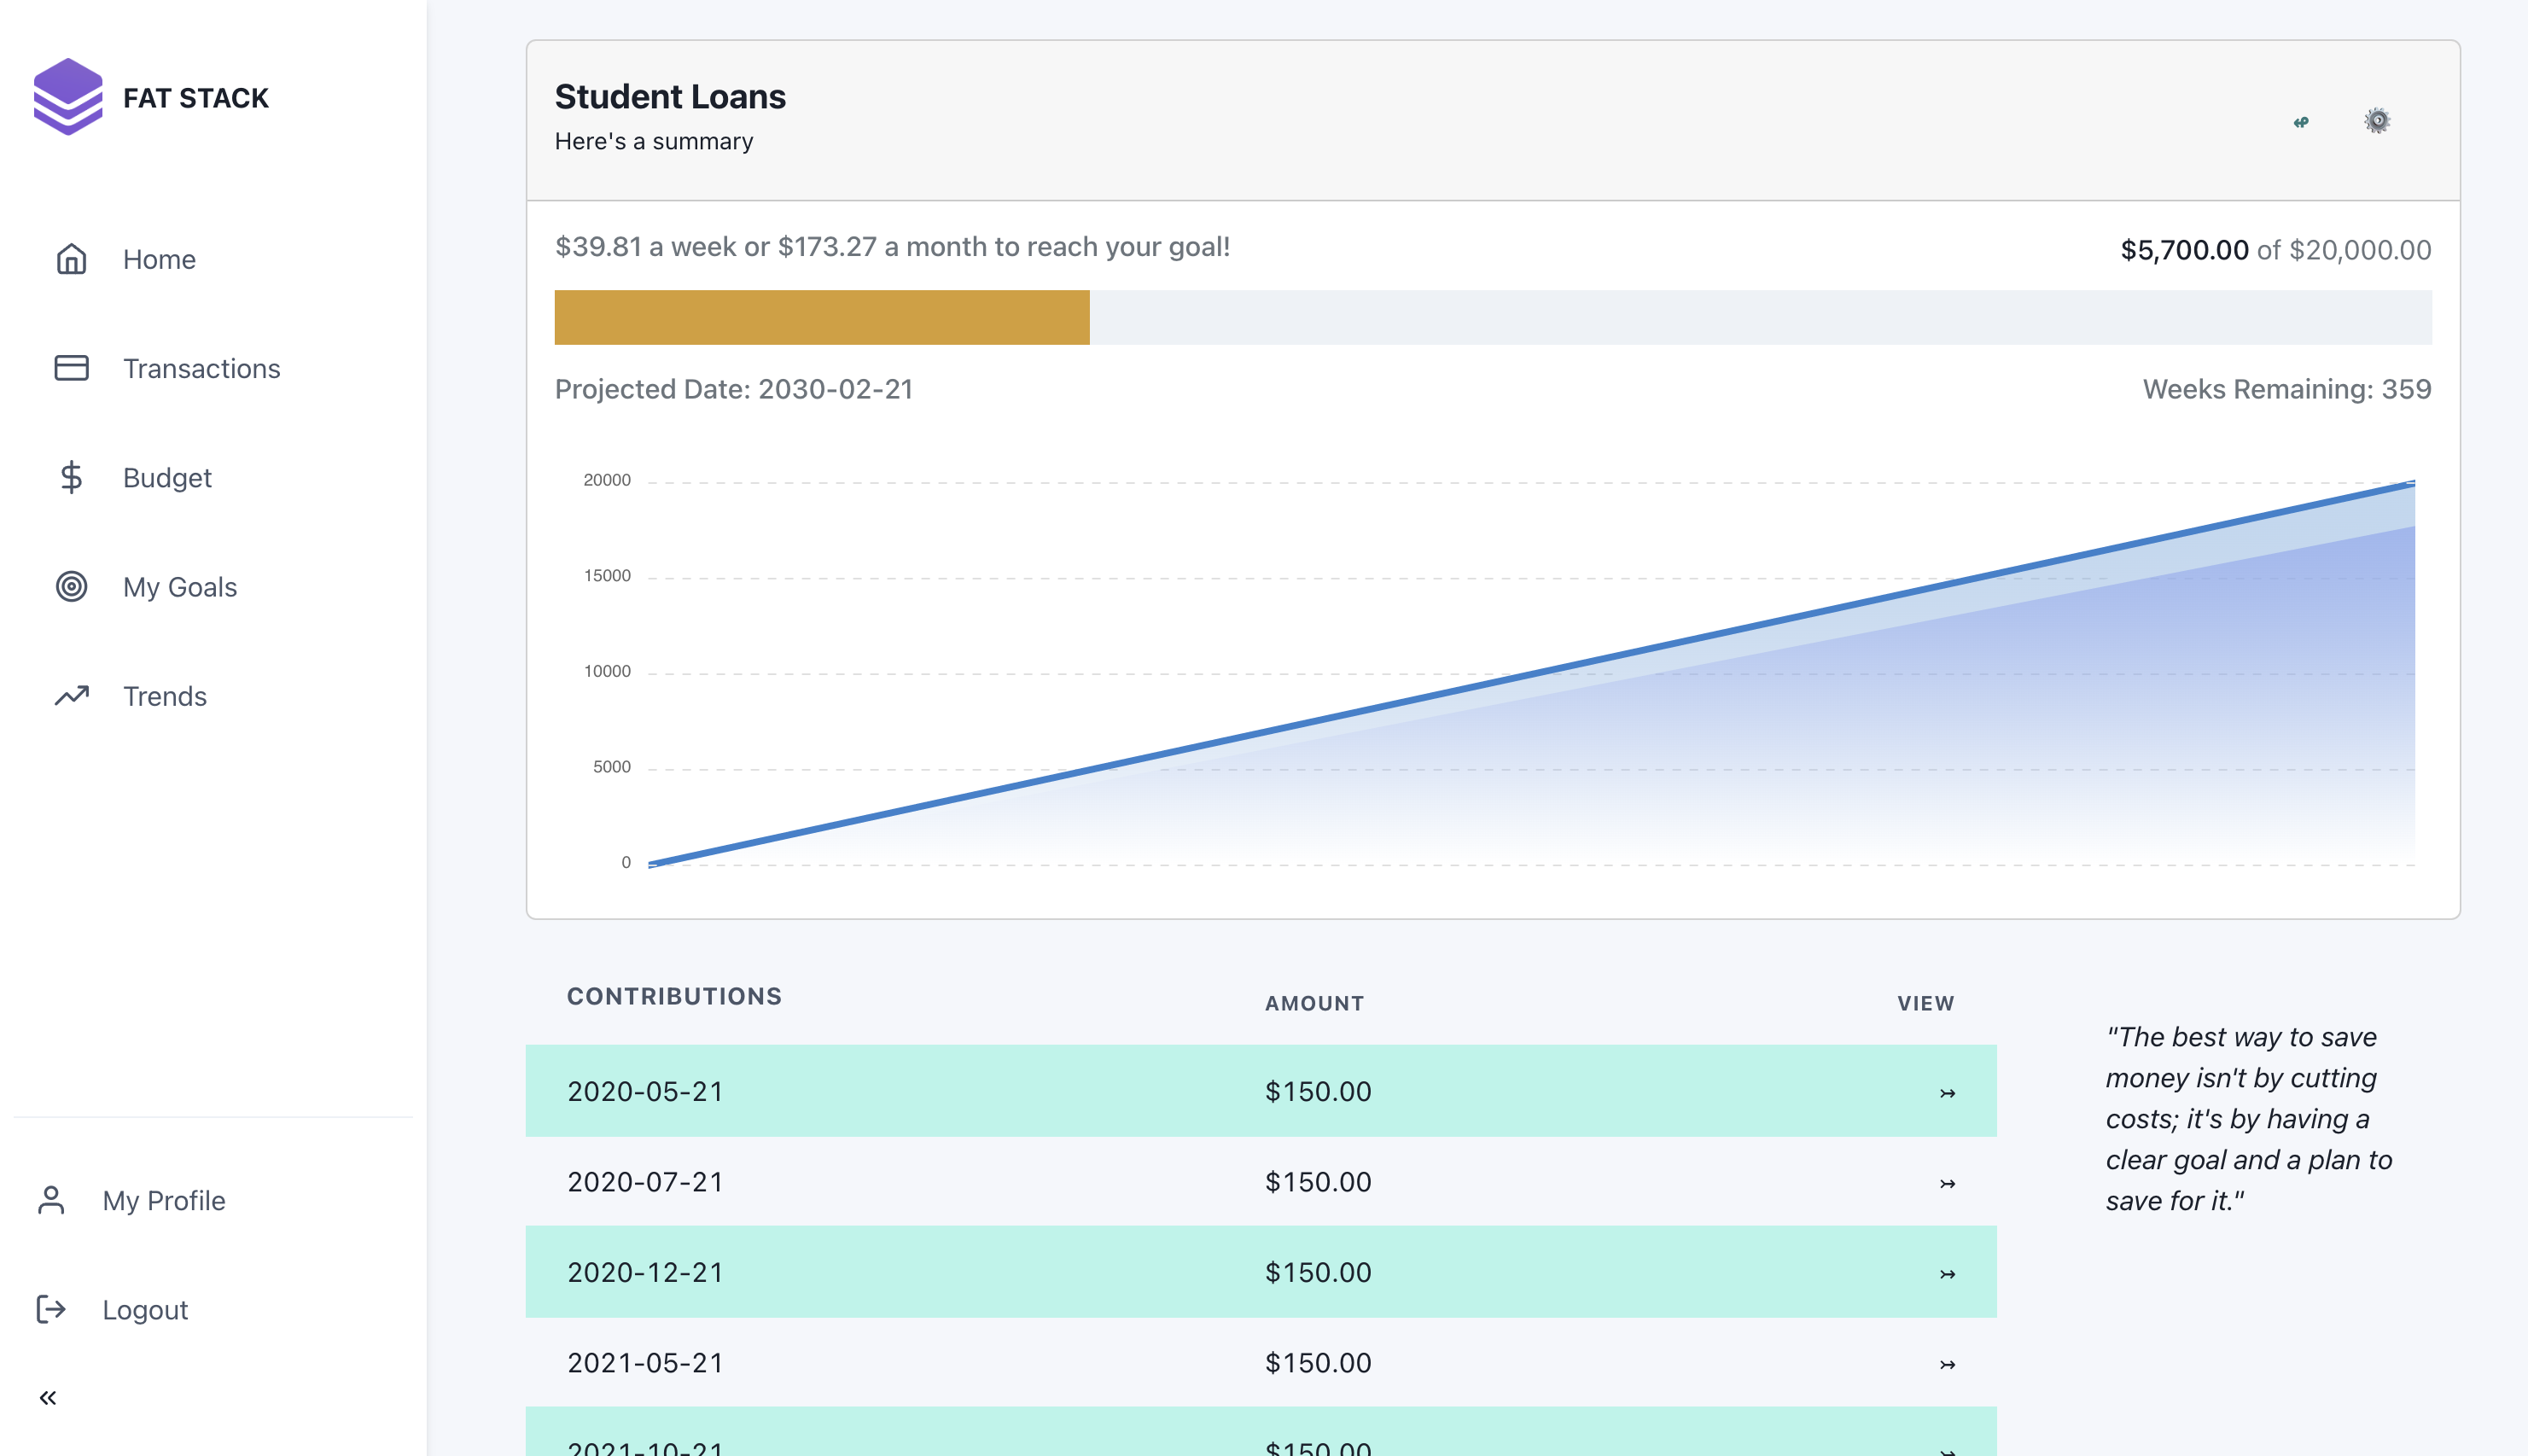 FAT STACK
Home
Transactions
Budget
My Goals
Trends
My Profile
Logout
«
Student Loans
Here's a summary
$39.81 a week or $173.27 a month to reach your goal!
$5,700.00 of $20,000.00
Projected Date: 2030-02-21
Weeks Remaining: 359
20000
15000
10000
5000
0
CONTRIBUTIONS AMOUNT VIEW
2020-05-21 $150.00 ↣
2020-07-21 $150.00 ↣
2020-12-21 $150.00 ↣
2021-05-21 $150.00 ↣
2021-10-21 $150.00 ↣
"The best way to save
money isn't by cutting
costs; it's by having a
clear goal and a plan to
save for it."